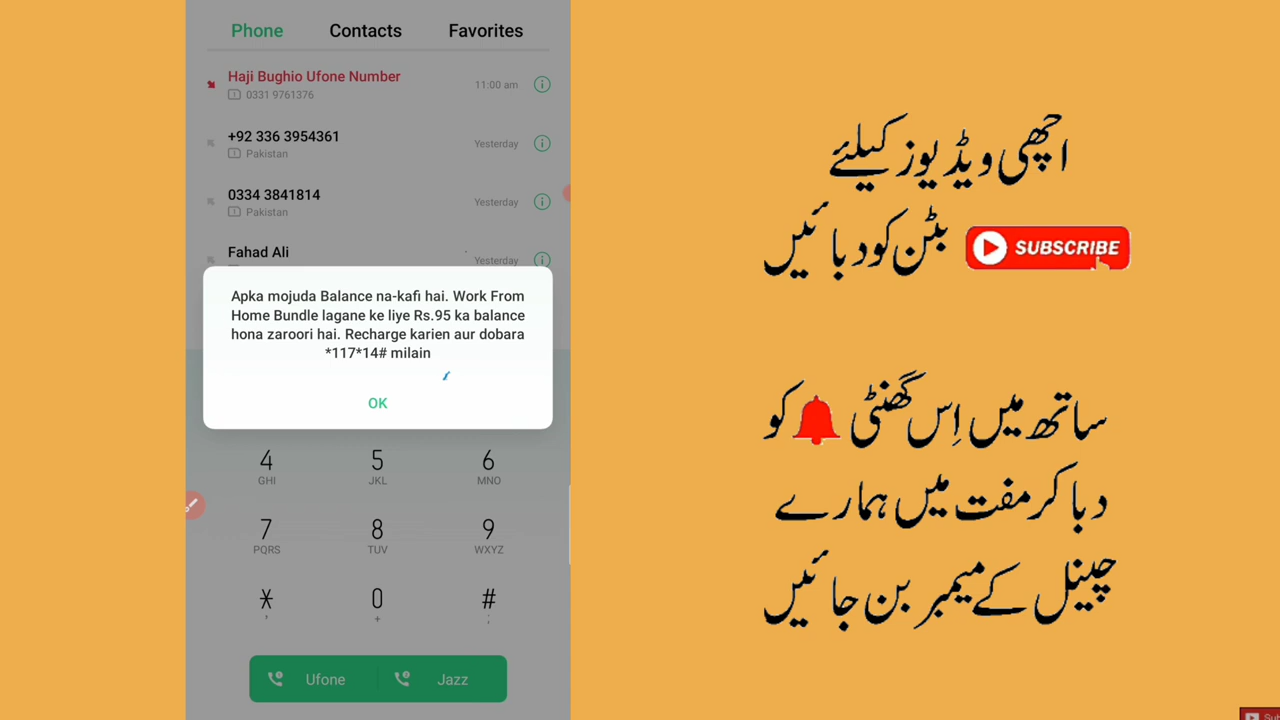 Phone Contacts Favorites
Haji Bughio Ufone Number 11:00 am
0331 9761376
+92 336 3954361 Yesterday
Pakistan
0334 3841814 Yesterday
Pakistan
Fahad Ali Yesterday
Apka mojuda Balance na-kafi hai. Work From
Home Bundle lagane ke liye Rs.95 ka balance
hona zaroori hai. Recharge karien aur dobara
*117*14# milain
OK
4 5 6
GHI JKL MNO
7 8 9
PQRS TUV WXYZ
* 0 #
, + ;
Ufone Jazz
اچھی ویڈیوز کیلئے
SUBSCRIBE بٹن کو دبائیں
ساتھ میں اِس گھنٹی کو
دبا کر مفت میں ہمارے
چینل کے میمبر بن جائیں